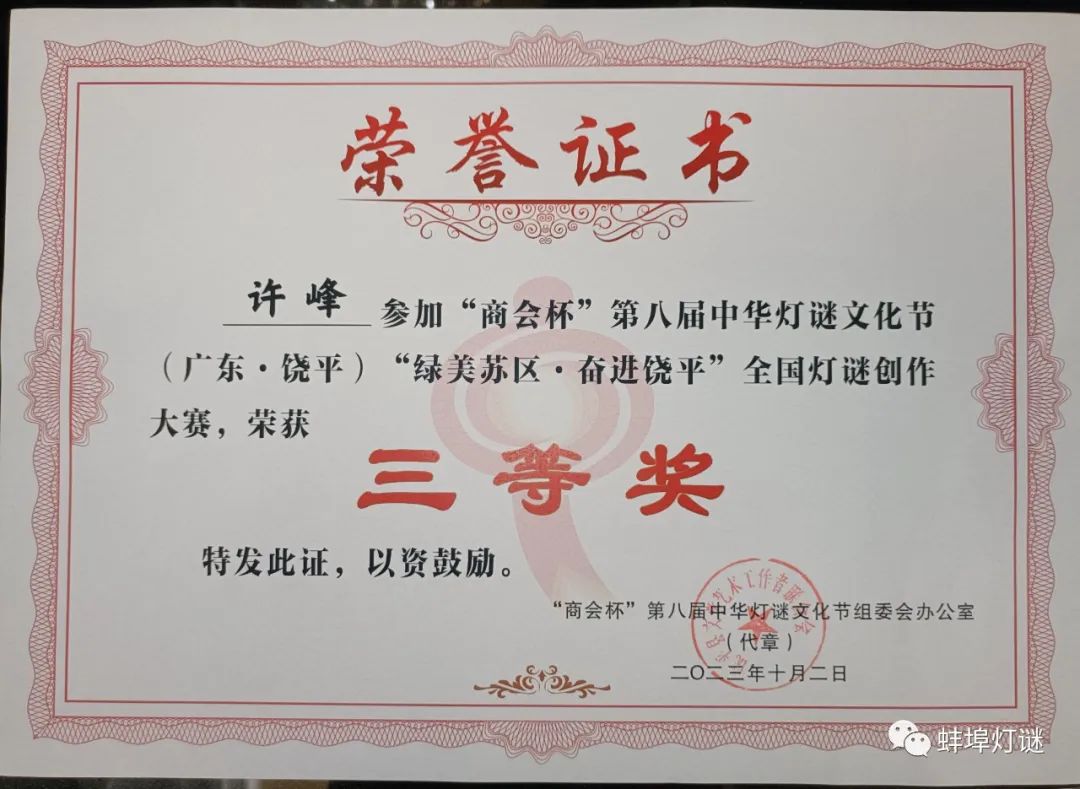 荣誉证书
许峰 参加“商会杯”第八届中华灯谜文化节
（广东·饶平）“绿美苏区·奋进饶平”全国灯谜创作
大赛，荣获
三等奖
特发此证，以资鼓励。
“商会杯”第八届中华灯谜文化节组委会办公室
（代章）
二〇二三年十月二日
蚌埠灯谜